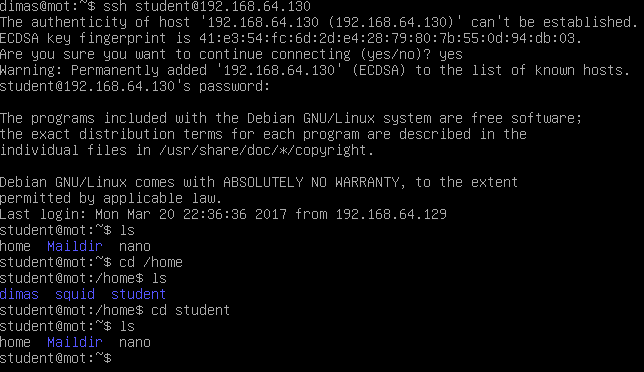 dimas@mot:~$ ssh student@192.168.64.130
The authenticity of host '192.168.64.130 (192.168.64.130)' can't be established.
ECDSA key fingerprint is 41:e3:54:fc:6d:2d:e4:28:79:80:7b:55:0d:94:db:03.
Are you sure you want to continue connecting (yes/no)? yes
Warning: Permanently added '192.168.64.130' (ECDSA) to the list of known hosts.
student@192.168.64.130's password:
The programs included with the Debian GNU/Linux system are free software;
the exact distribution terms for each program are described in the
individual files in /usr/share/doc/*/copyright.
Debian GNU/Linux comes with ABSOLUTELY NO WARRANTY, to the extent
permitted by applicable law.
Last login: Mon Mar 20 22:36:36 2017 from 192.168.64.129
student@mot:~$ ls
home  Maildir  nano
student@mot:~$ cd /home
student@mot:/home$ ls
dimas  squid  student
student@mot:/home$ cd student
student@mot:~$ ls
home  Maildir  nano
student@mot:~$